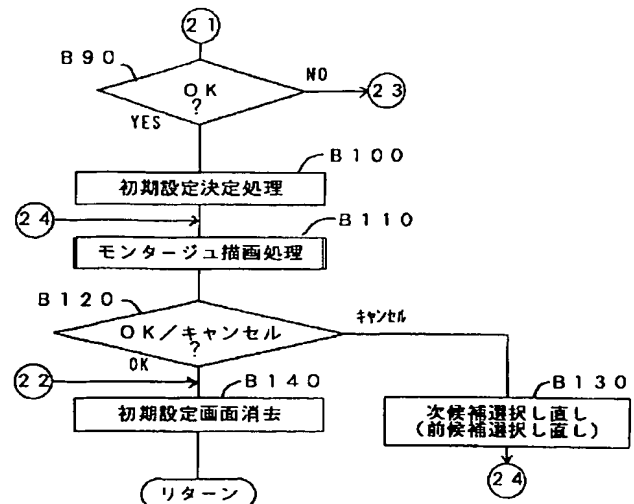 21
B90
OK
?
NO
23
YES
B100
初期設定決定処理
24
B110
モンタージュ描画処理
B120
OK/キャンセル
?
キャンセル
OK
22
B140
初期設定画面消去
B130
次候補選択し直し
(前候補選択し直し)
24
リターン